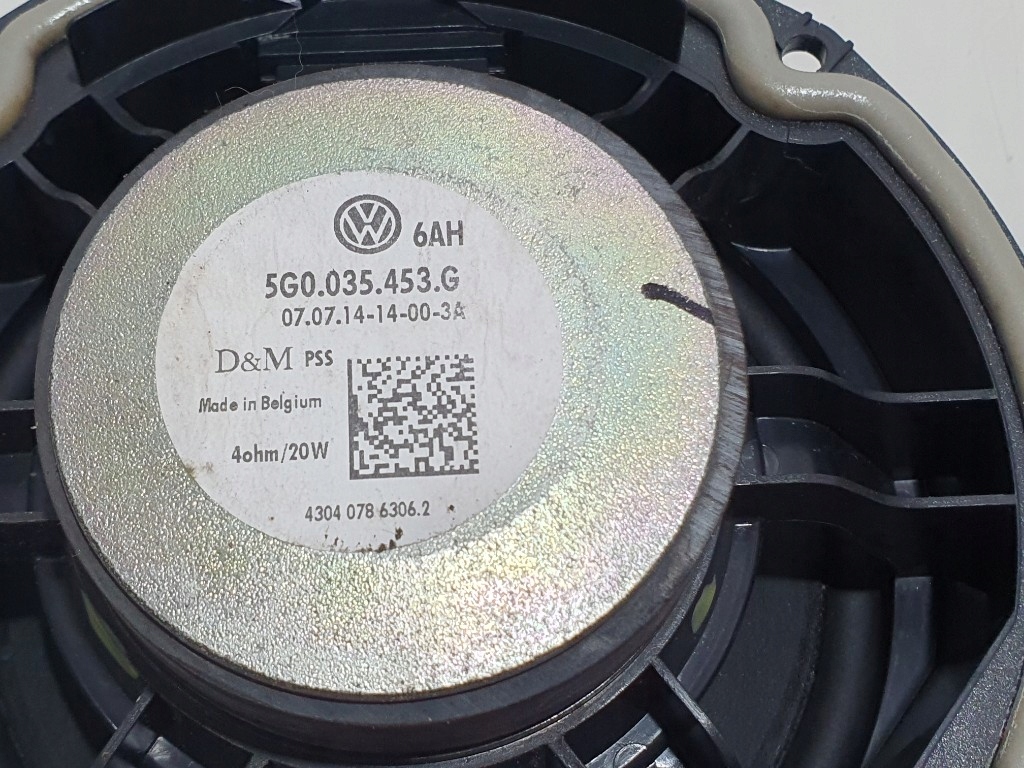 VW 6AH
5G0.035.453.G
07.07.14-14-00-3A
D&M PSS
Made in Belgium
4ohm/20W
4304 078 6306.2